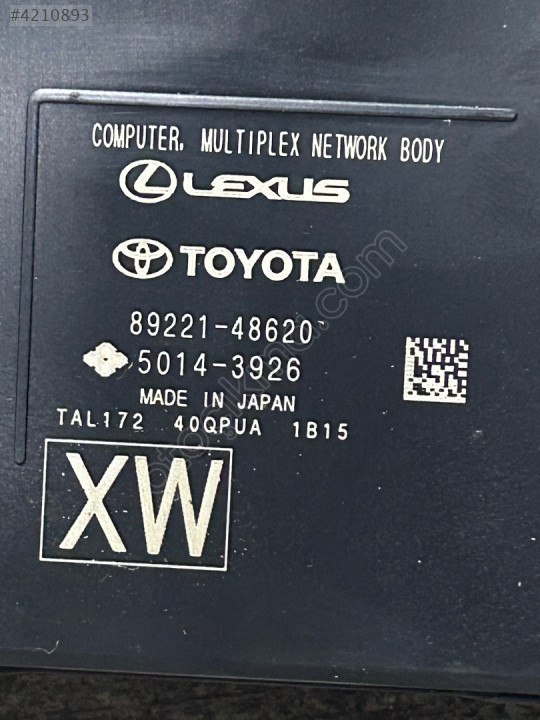 #4210893
COMPUTER, MULTIPLEX NETWORK BODY
LEXUS
TOYOTA
89221-48620
5014-3926
MADE IN JAPAN
TAL172 40QPUA 1B15
XW